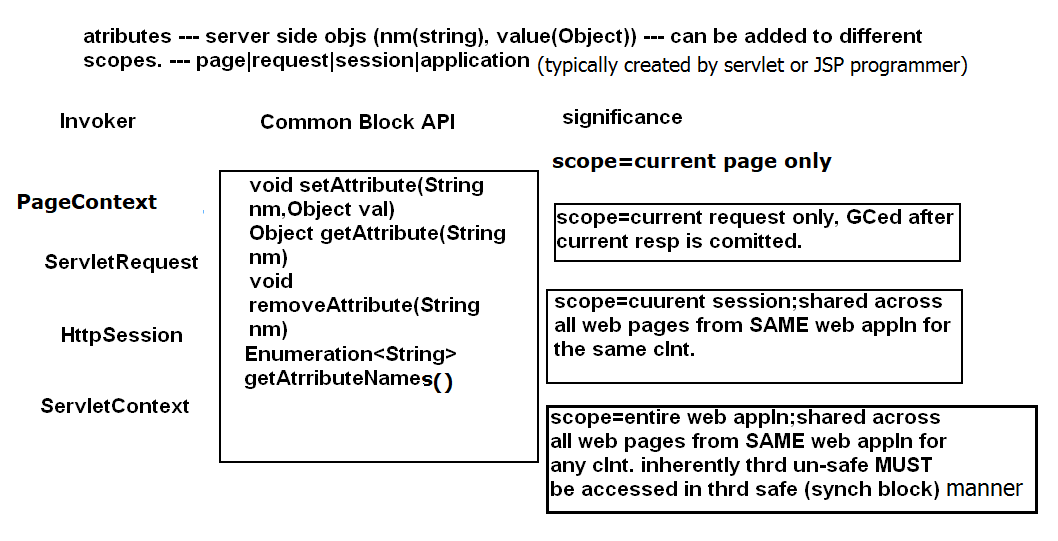 atributes --- server side objs (nm(string), value(Object)) --- can be added to different
scopes. --- page|request|session|application (typically created by servlet or JSP programmer)
Invoker
Common Block API
significance
scope=current page only
PageContext
void setAttribute(String
nm,Object val)
Object getAttribute(String
nm)
void
removeAttribute(String
nm)
Enumeration<String>
getAtrributeNames()
scope=current request only, GCed after
current resp is comitted.
ServletRequest
scope=cuurent session;shared across
all web pages from SAME web appln for
the same clnt.
HttpSession
ServletContext
scope=entire web appln;shared across
all web pages from SAME web appln for
any clnt. inherently thrd un-safe MUST
be accessed in thrd safe (synch block) manner